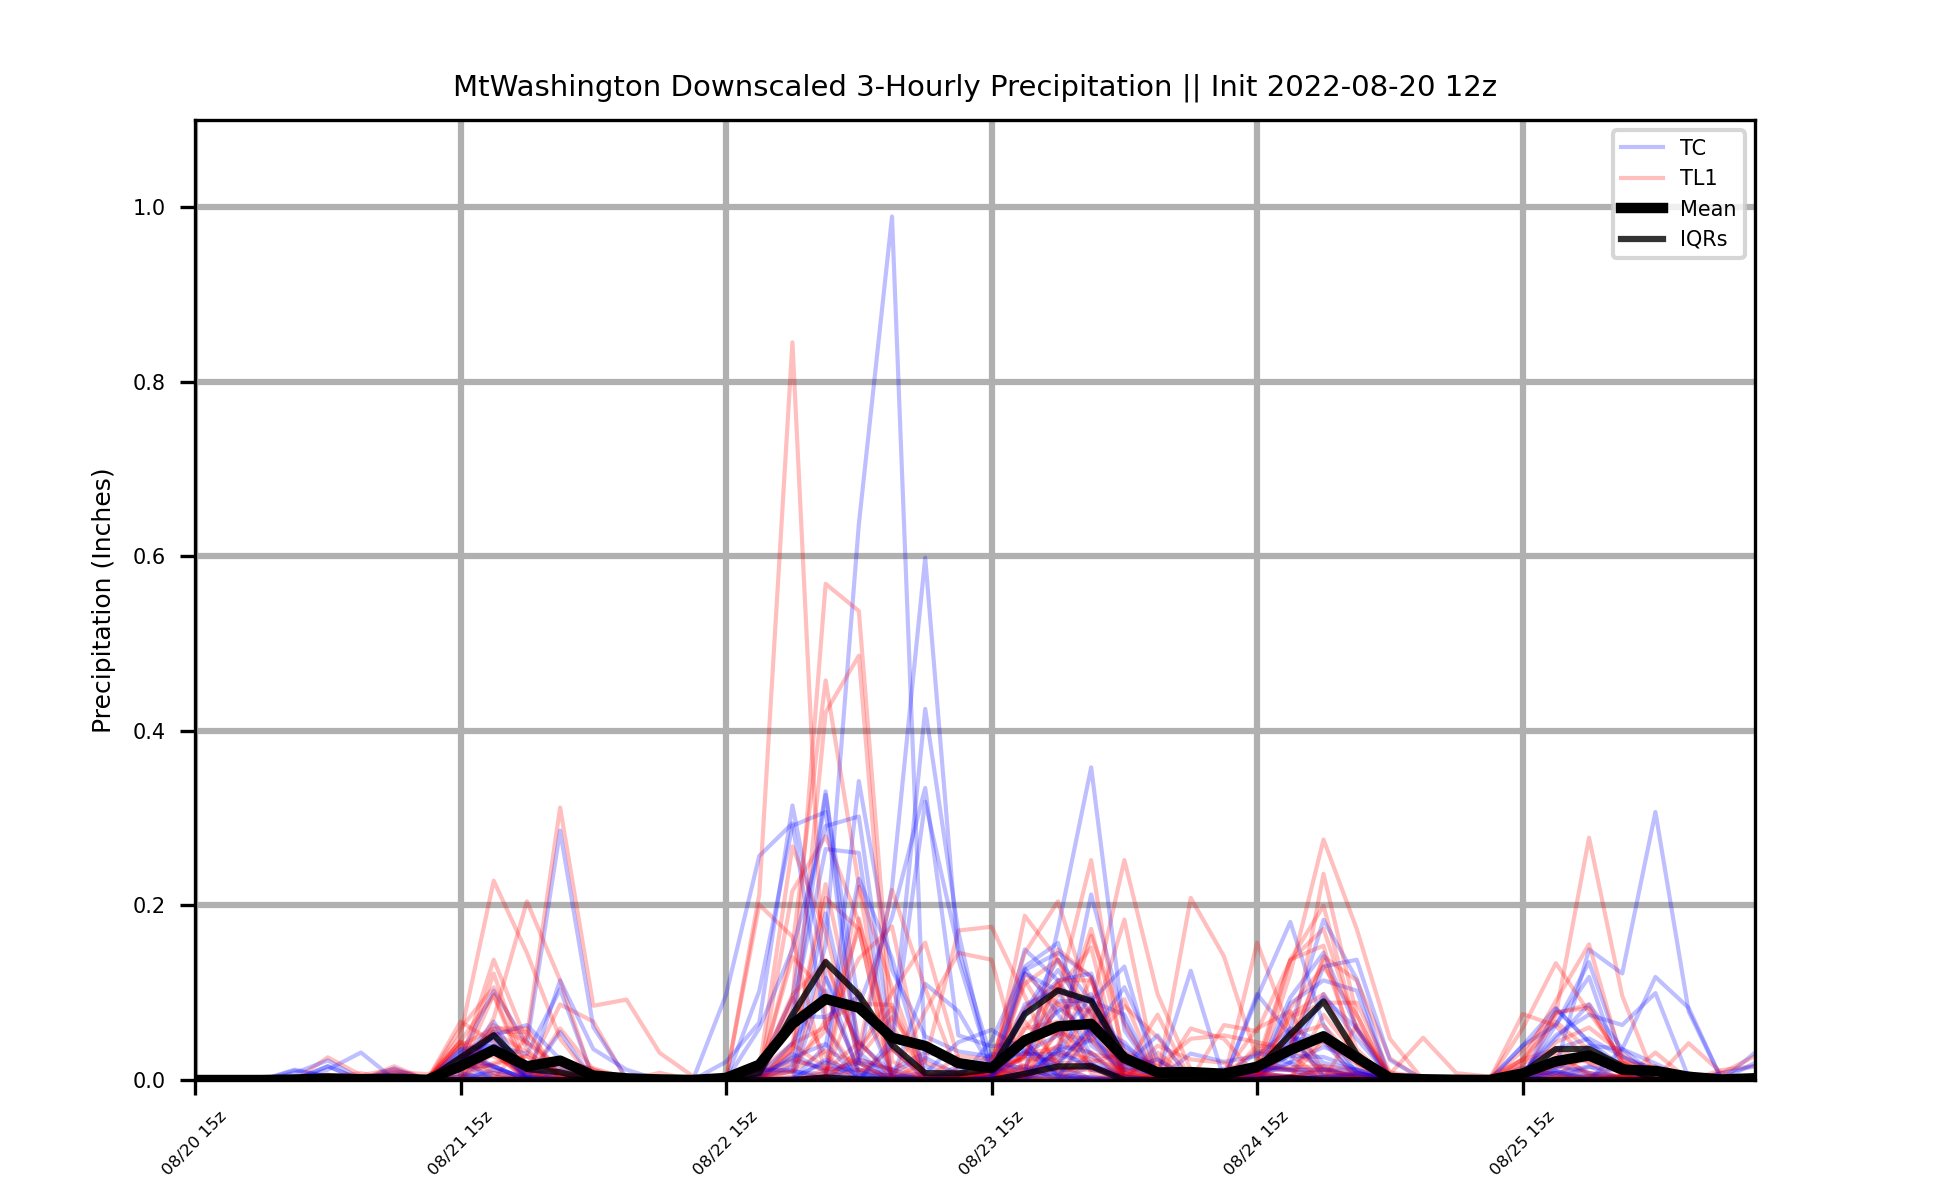 MtWashington Downscaled 3-Hourly Precipitation || Init 2022-08-20 12z
TC
TL1
Mean
IQRs
Precipitation (Inches)
1.0
0.8
0.6
0.4
0.2
0.0
08/20 15z
08/21 15z
08/22 15z
08/23 15z
08/24 15z
08/25 15z